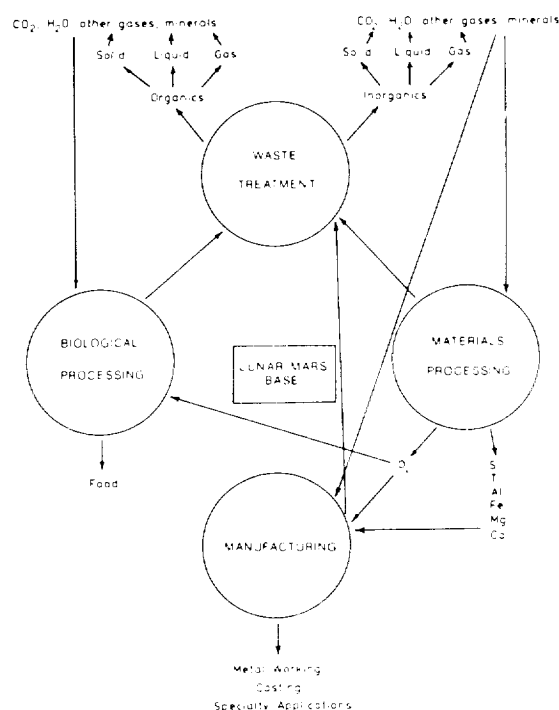 CO2, H2O other gases, minerals
Solid Liquid Gas
Organics
CO2, H2O other gases, minerals
Solid Liquid Gas
Inorganics
WASTE
TREATMENT
BIOLOGICAL
PROCESSING
LUNAR MARS
BASE
MATERIALS
PROCESSING
Food
O2
S
T
Al
Fe
Mg
Ca
MANUFACTURING
Metal Working
Casting
Specialty Applications